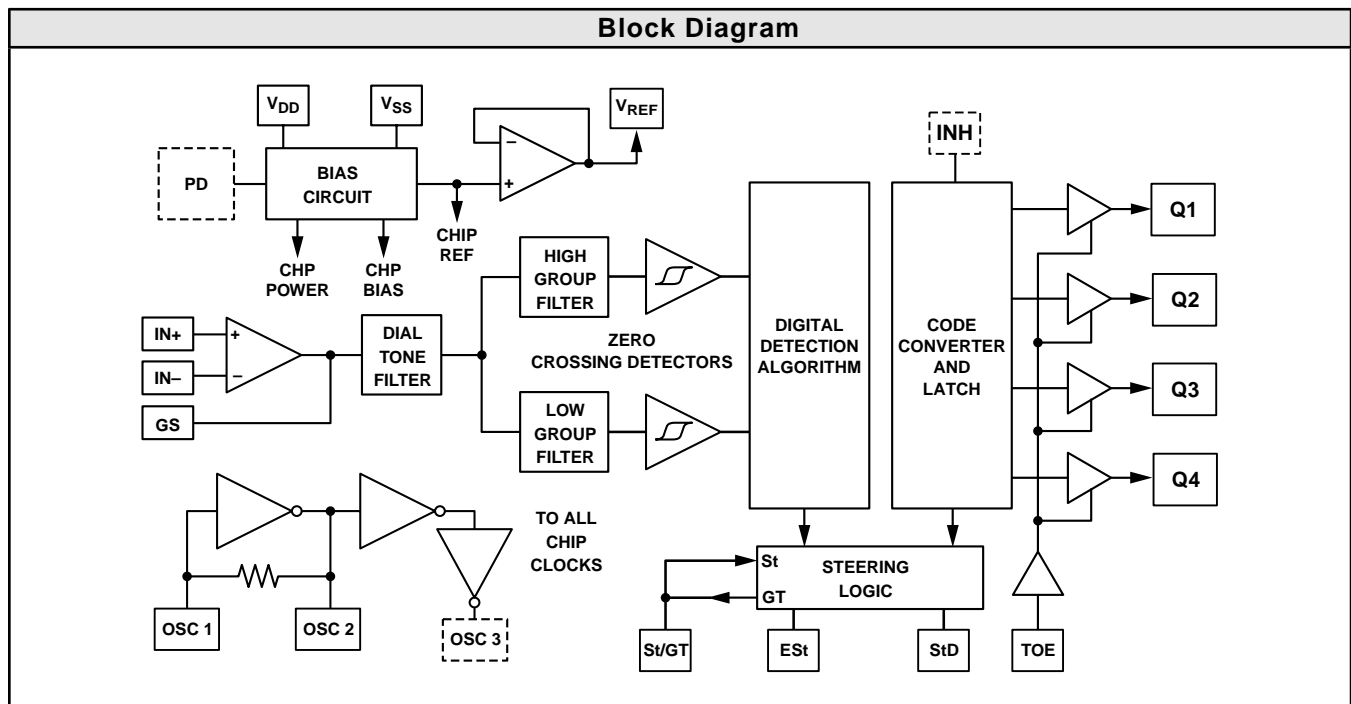 Block Diagram
VDD
VSS
VREF
INH
PD
BIAS
CIRCUIT
−
+
Q1
CHIP
REF
CHP
POWER
CHP
BIAS
HIGH
GROUP
FILTER
Q2
IN+
IN–
GS
+
−
DIAL
TONE
FILTER
ZERO
CROSSING DETECTORS
DIGITAL
DETECTION
ALGORITHM
CODE
CONVERTER
AND
LATCH
Q3
LOW
GROUP
FILTER
Q4
TO ALL
CHIP
CLOCKS
St
GT
STEERING
LOGIC
OSC 1
OSC 2
OSC 3
St/GT
ESt
StD
TOE